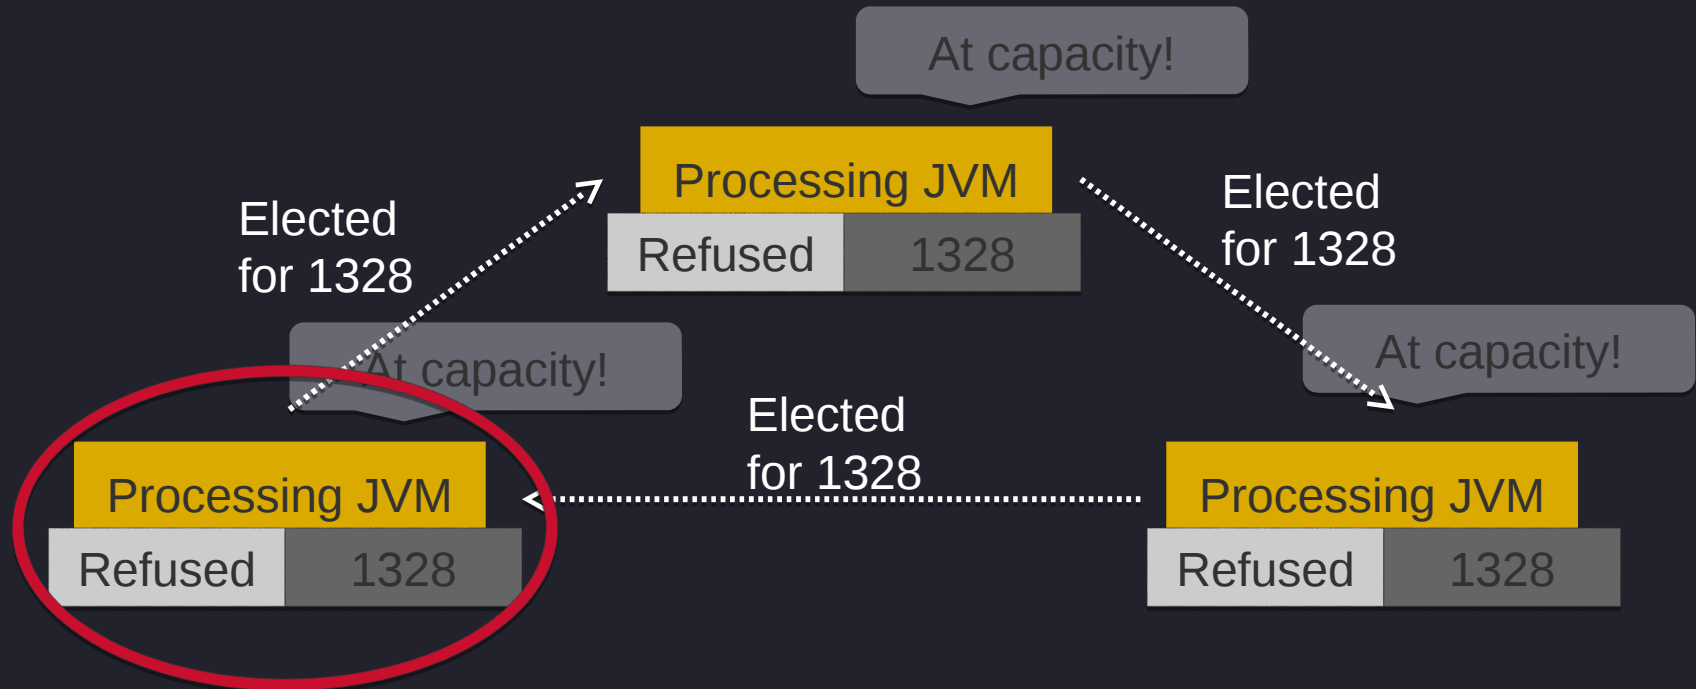 At capacity!
Processing JVM
Refused 1328
Elected
for 1328
Elected
for 1328
At capacity!
At capacity!
Elected
for 1328
Processing JVM
Refused 1328
Processing JVM
Refused 1328